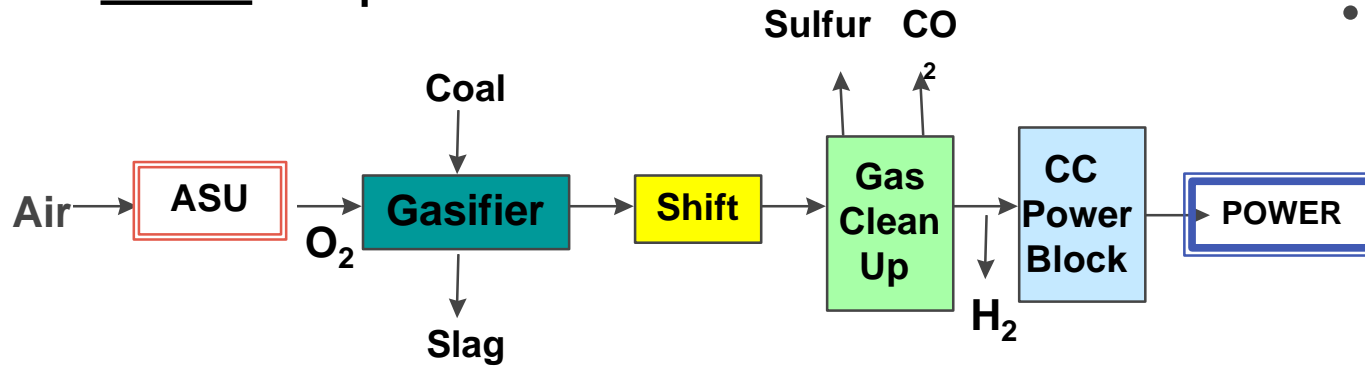 Sulfur CO
2
Coal
Air
ASU
O2
Gasifier
Shift
Gas
Clean
Up
CC
Power
Block
POWER
H2
Slag